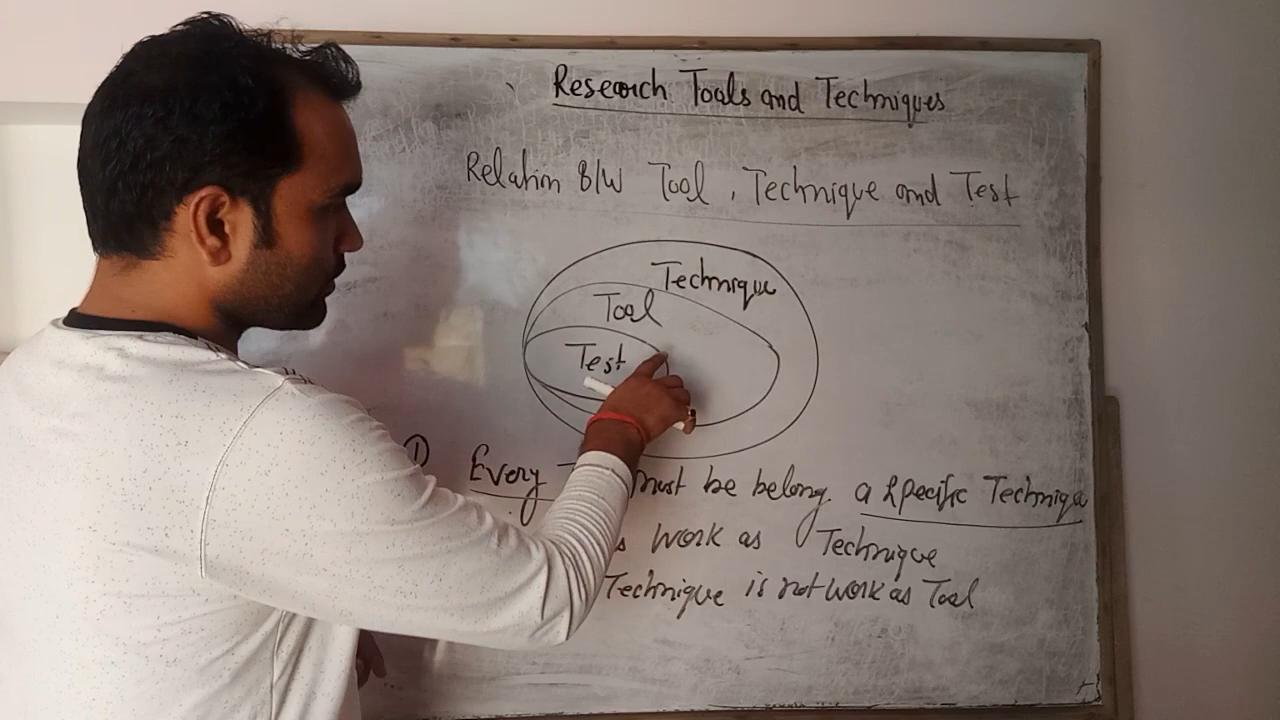 Research Tools and Techniques
Relation B/W Tool, Technique and Test
Technique
Tool
Test
1) Every must be belong a specific Technique
work as Technique
Technique is not work as Tool